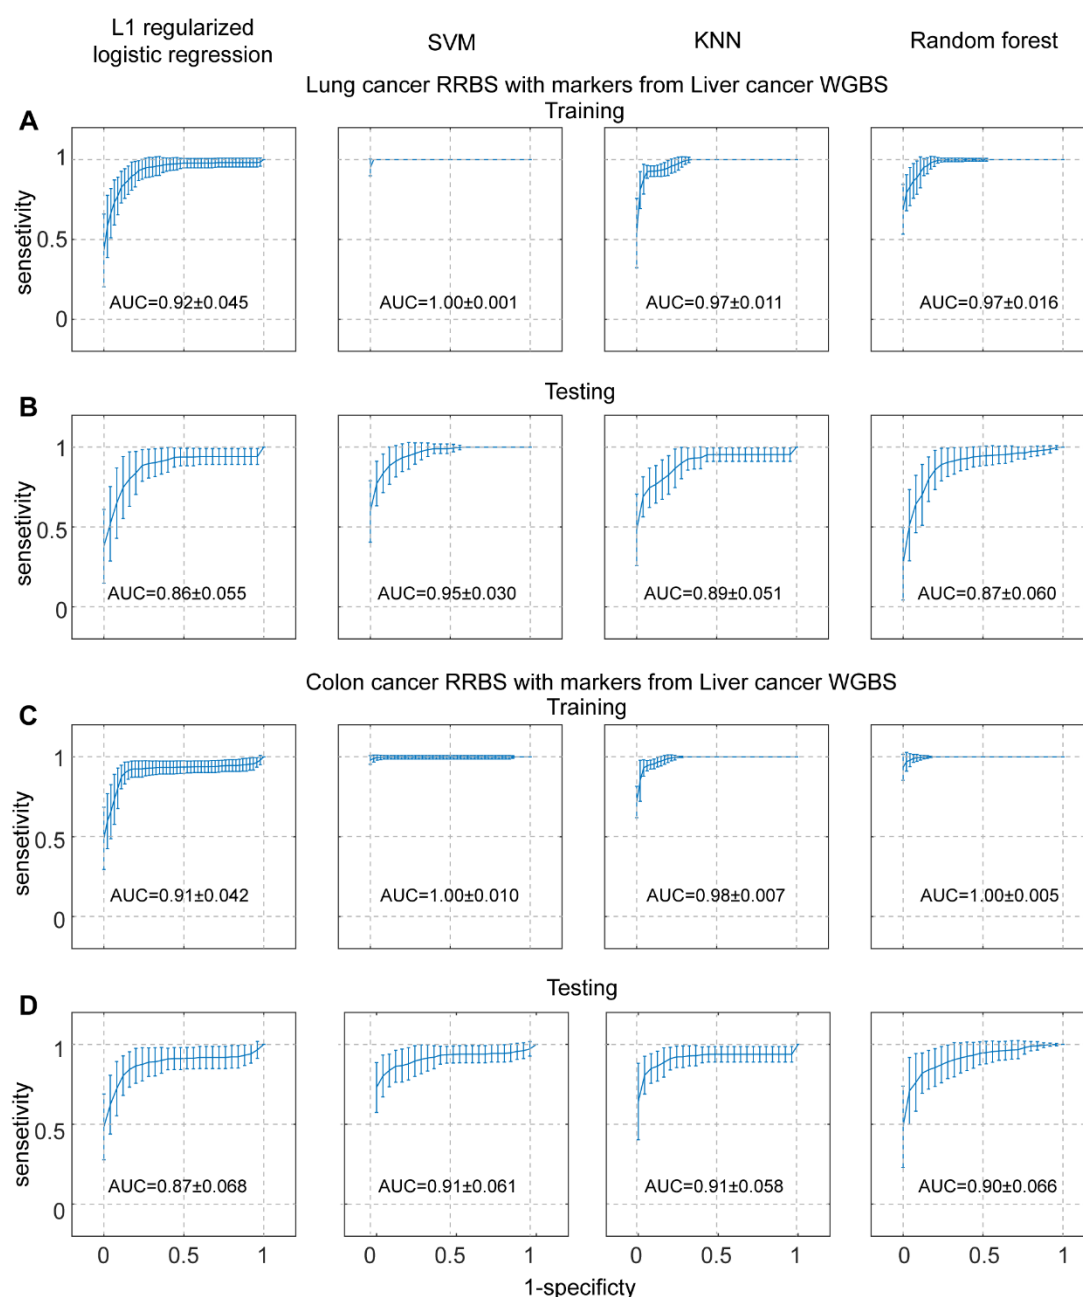 L1 regularized
logistic regression
SVM
KNN
Random forest
Lung cancer RRBS with markers from Liver cancer WGBS
Training
A
sensetivity
1
0.5
0
AUC=0.92±0.045
AUC=1.00±0.001
AUC=0.97±0.011
AUC=0.97±0.016
Testing
B
sensetivity
1
0.5
0
AUC=0.86±0.055
AUC=0.95±0.030
AUC=0.89±0.051
AUC=0.87±0.060
Colon cancer RRBS with markers from Liver cancer WGBS
Training
C
sensetivity
1
0.5
0
AUC=0.91±0.042
AUC=1.00±0.010
AUC=0.98±0.007
AUC=1.00±0.005
Testing
D
sensetivity
1
0.5
0
AUC=0.87±0.068
AUC=0.91±0.061
AUC=0.91±0.058
AUC=0.90±0.066
0 0.5 1
0 0.5 1
0 0.5 1
0 0.5 1
1-specificty